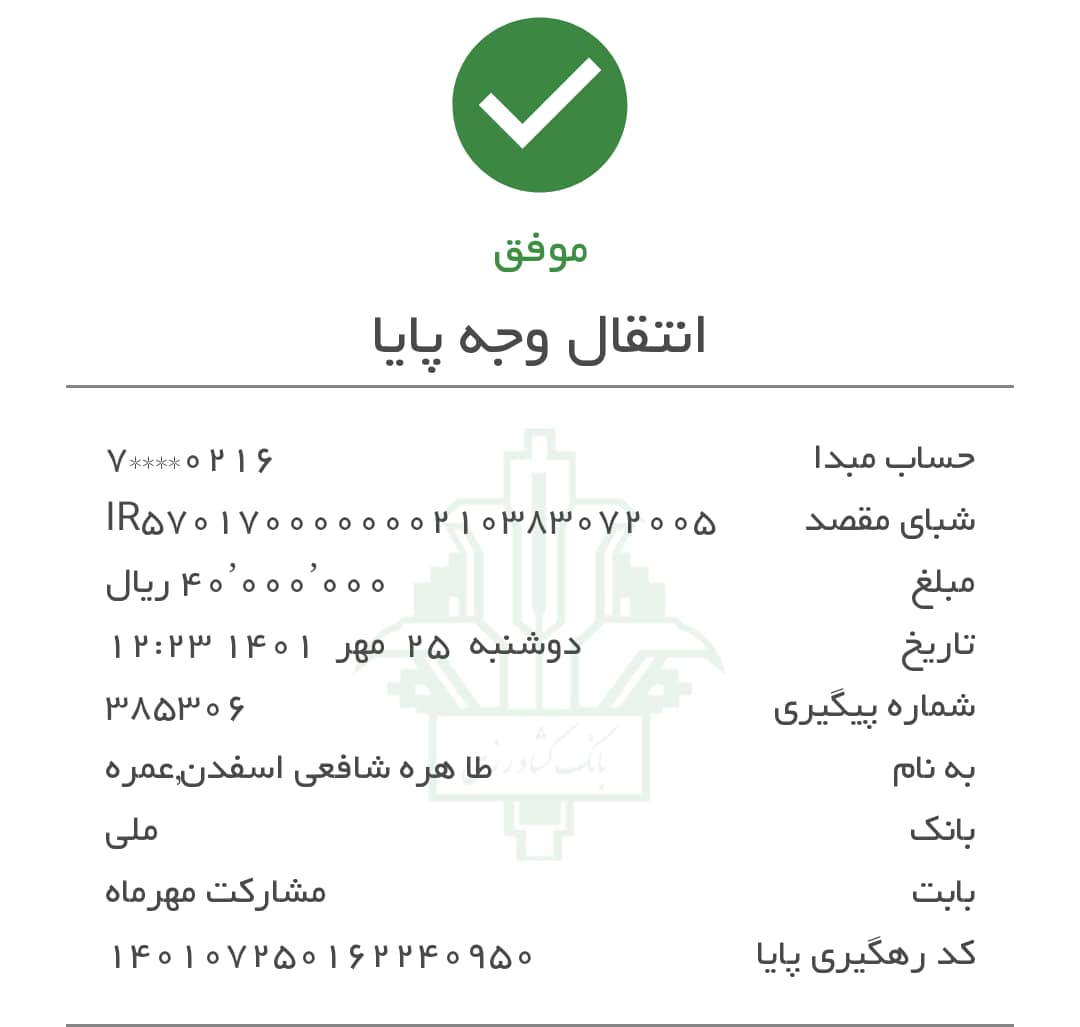 موفق
انتقال وجه پایا
حساب مبدا ۷****۰۲۱۶
شبای مقصد IR۵۷۰۱۷۰۰۰۰۰۰۰۲۱۰۳۸۳۰۷۲۰۰۵
مبلغ ۴۰٬۰۰۰٬۰۰۰ ریال
تاریخ دوشنبه ۲۵ مهر ۱۴۰۱ ۱۲:۲۳
شماره پیگیری ۳۸۵۳۰۶
به نام طا هره شافعی اسفدن,عمره
بانک ملی
بابت مشارکت مهرماه
کد رهگیری پایا ۱۴۰۱۰۷۲۵۰۱۶۲۲۴۰۹۵۰
بانک کشاورزی